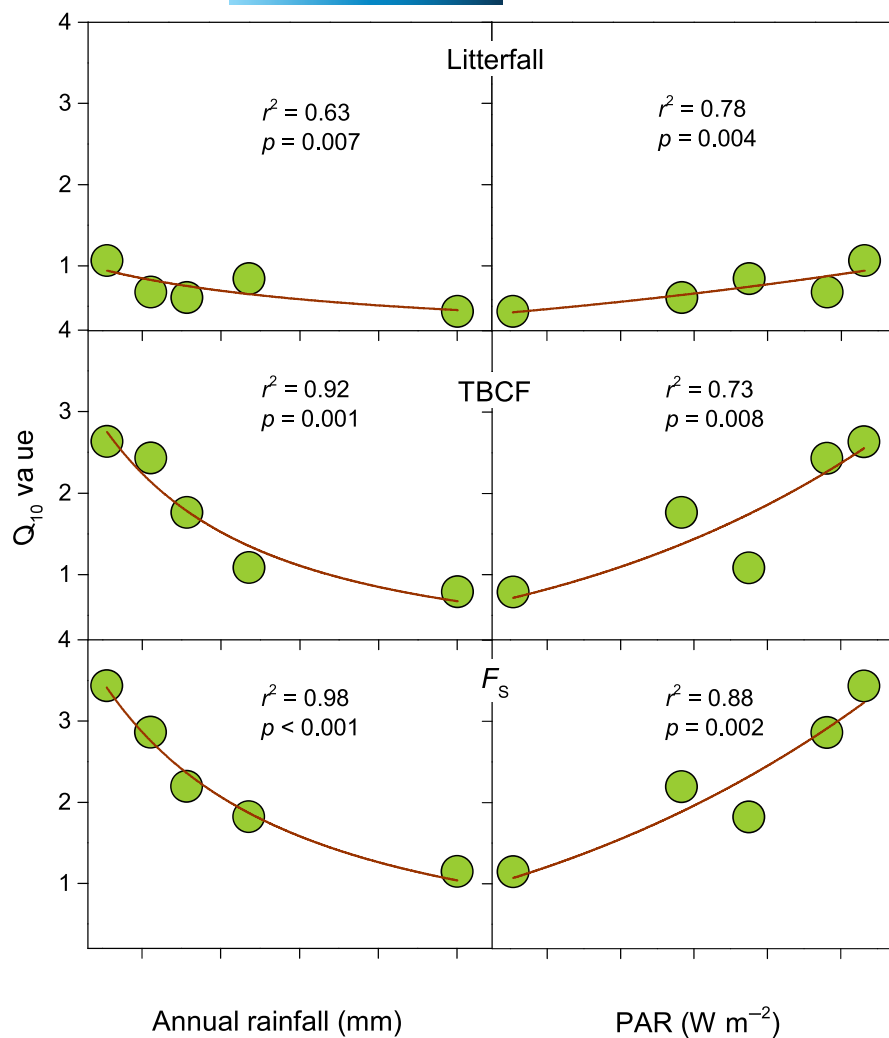 4
Litterfall
r² = 0.63
p = 0.007
r² = 0.78
p = 0.004
3
2
1
4
TBCF
r² = 0.92
p = 0.001
r² = 0.73
p = 0.008
3
2
1
Q₁₀ va ue
4
Fₛ
r² = 0.98
p < 0.001
r² = 0.88
p = 0.002
3
2
1
Annual rainfall (mm)
PAR (W m⁻²)